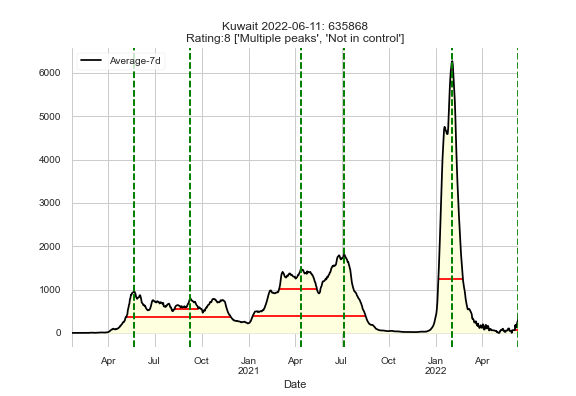 Kuwait 2022-06-11: 635868
Rating:8 ['Multiple peaks', 'Not in control']
Average-7d
6000
5000
4000
3000
2000
1000
0
Apr Jul Oct Jan Apr Jul Oct Jan Apr
2021 2022
Date